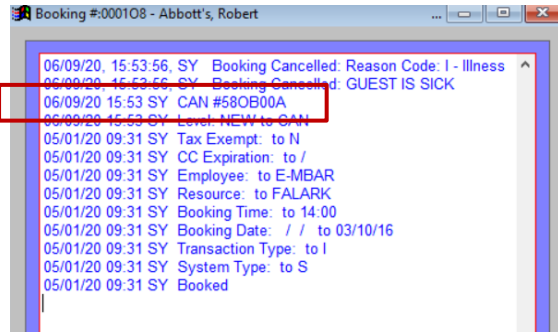 Booking #:0001O8 - Abbott's, Robert ...
06/09/20, 15:53:56, SY Booking Cancelled: Reason Code: I - Illness
06/09/20, 15:53:56, SY Booking Cancelled: GUEST IS SICK
06/09/20 15:53 SY CAN #58OB00A
06/09/20 15:53 SY Level: NEW to CAN
05/01/20 09:31 SY Tax Exempt: to N
05/01/20 09:31 SY CC Expiration: to /
05/01/20 09:31 SY Employee: to E-MBAR
05/01/20 09:31 SY Resource: to FALARK
05/01/20 09:31 SY Booking Time: to 14:00
05/01/20 09:31 SY Booking Date: / / to 03/10/16
05/01/20 09:31 SY Transaction Type: to I
05/01/20 09:31 SY System Type: to S
05/01/20 09:31 SY Booked